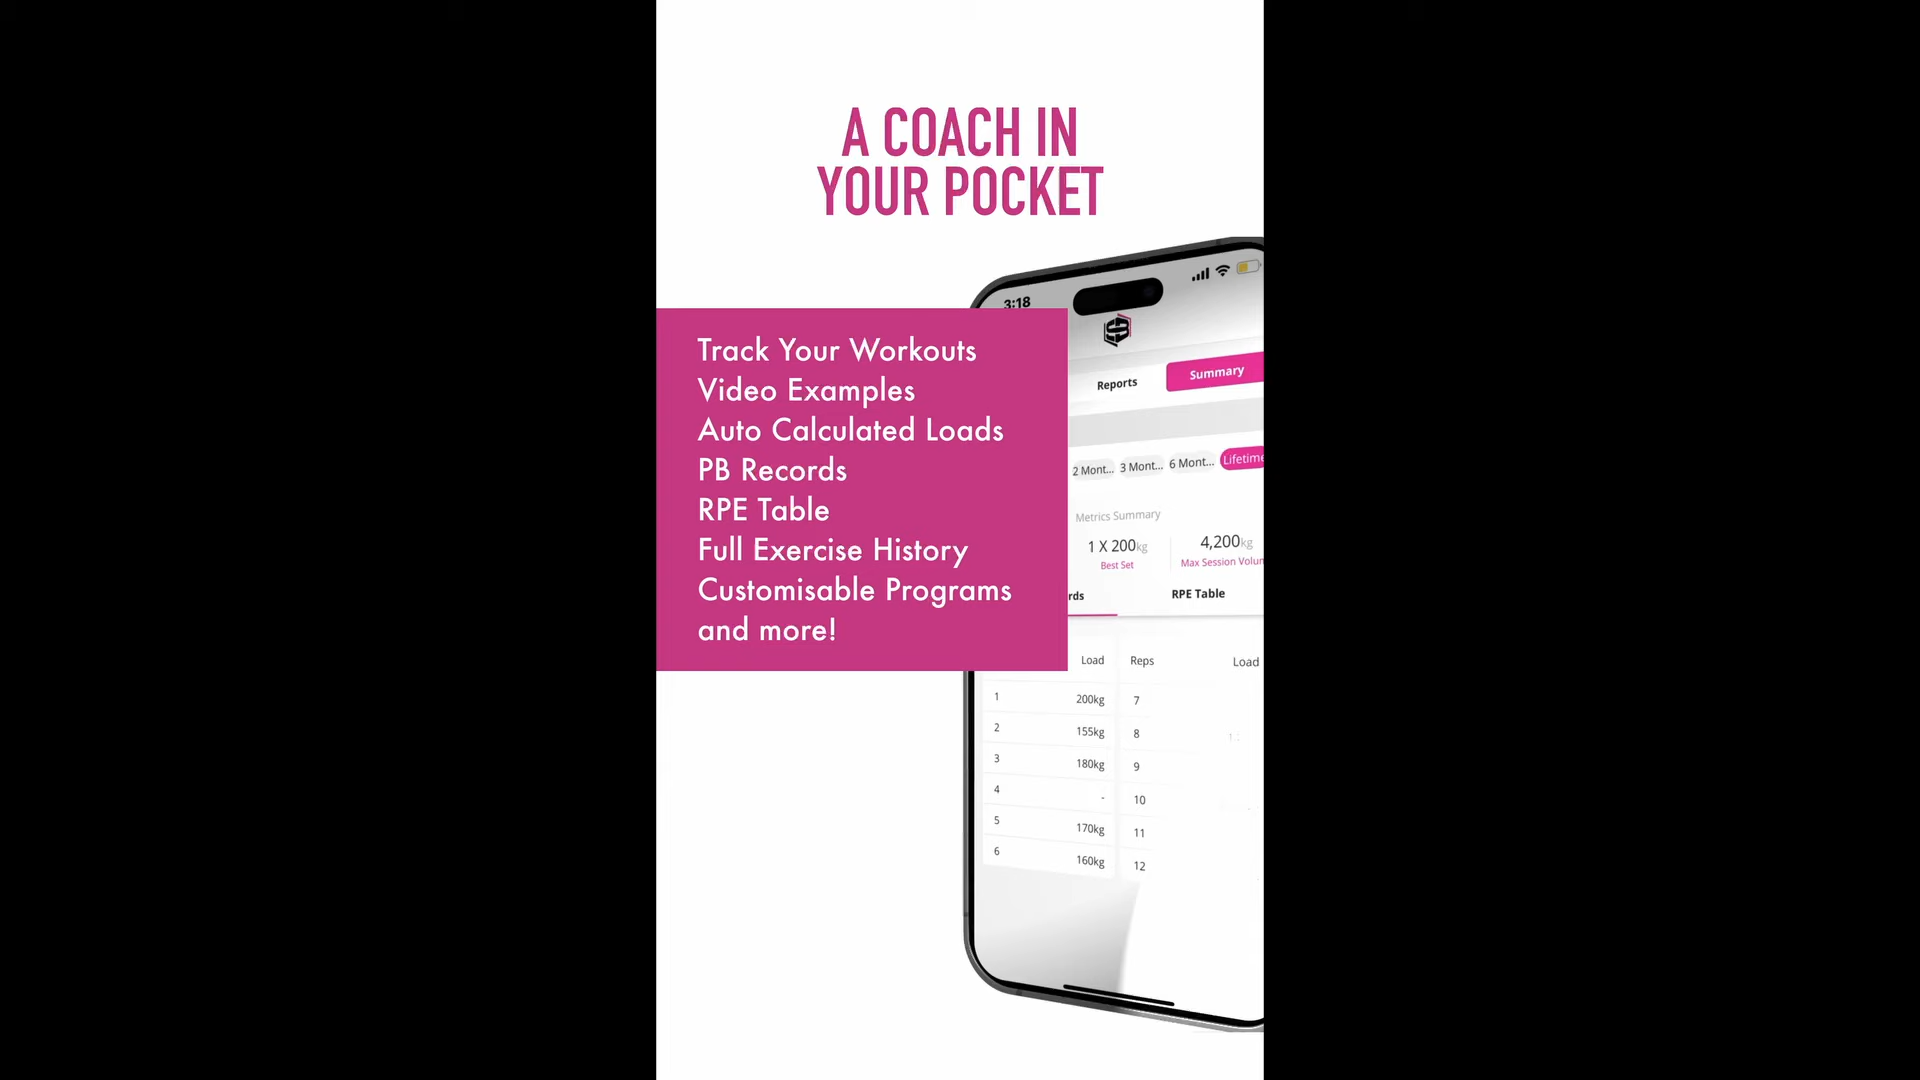 A COACH IN
YOUR POCKET
3:18
Track Your Workouts
Video Examples
Auto Calculated Loads
PB Records
RPE Table
Full Exercise History
Customisable Programs
and more!
Reports Summary
2 Mont... 3 Mont... 6 Mont... Lifetime
Metrics Summary
1 X 200kg 4,200kg
Best Set Max Session Volum
rds RPE Table
Load Reps Load
1 200kg 7
2 155kg 8
3 180kg 9
4 - 10
5 170kg 11
6 160kg 12